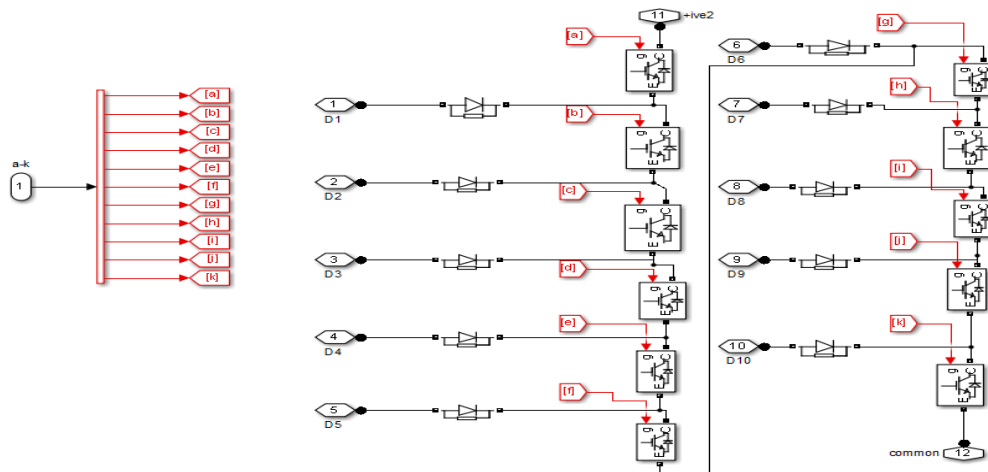 a-k
1
[a]
[b]
[c]
[d]
[e]
[f]
[g]
[h]
[i]
[j]
[k]
11
+ive2
[a]
g
C
E
1
D1
[b]
g
C
E
2
D2
[c]
g
C
E
3
D3
[d]
g
C
E
4
D4
[e]
g
C
E
5
D5
[f]
g
C
E
6
D6
[g]
g
C
E
7
D7
[h]
g
C
E
8
D8
[i]
g
C
E
9
D9
[j]
g
C
E
10
D10
[k]
g
C
E
common
12